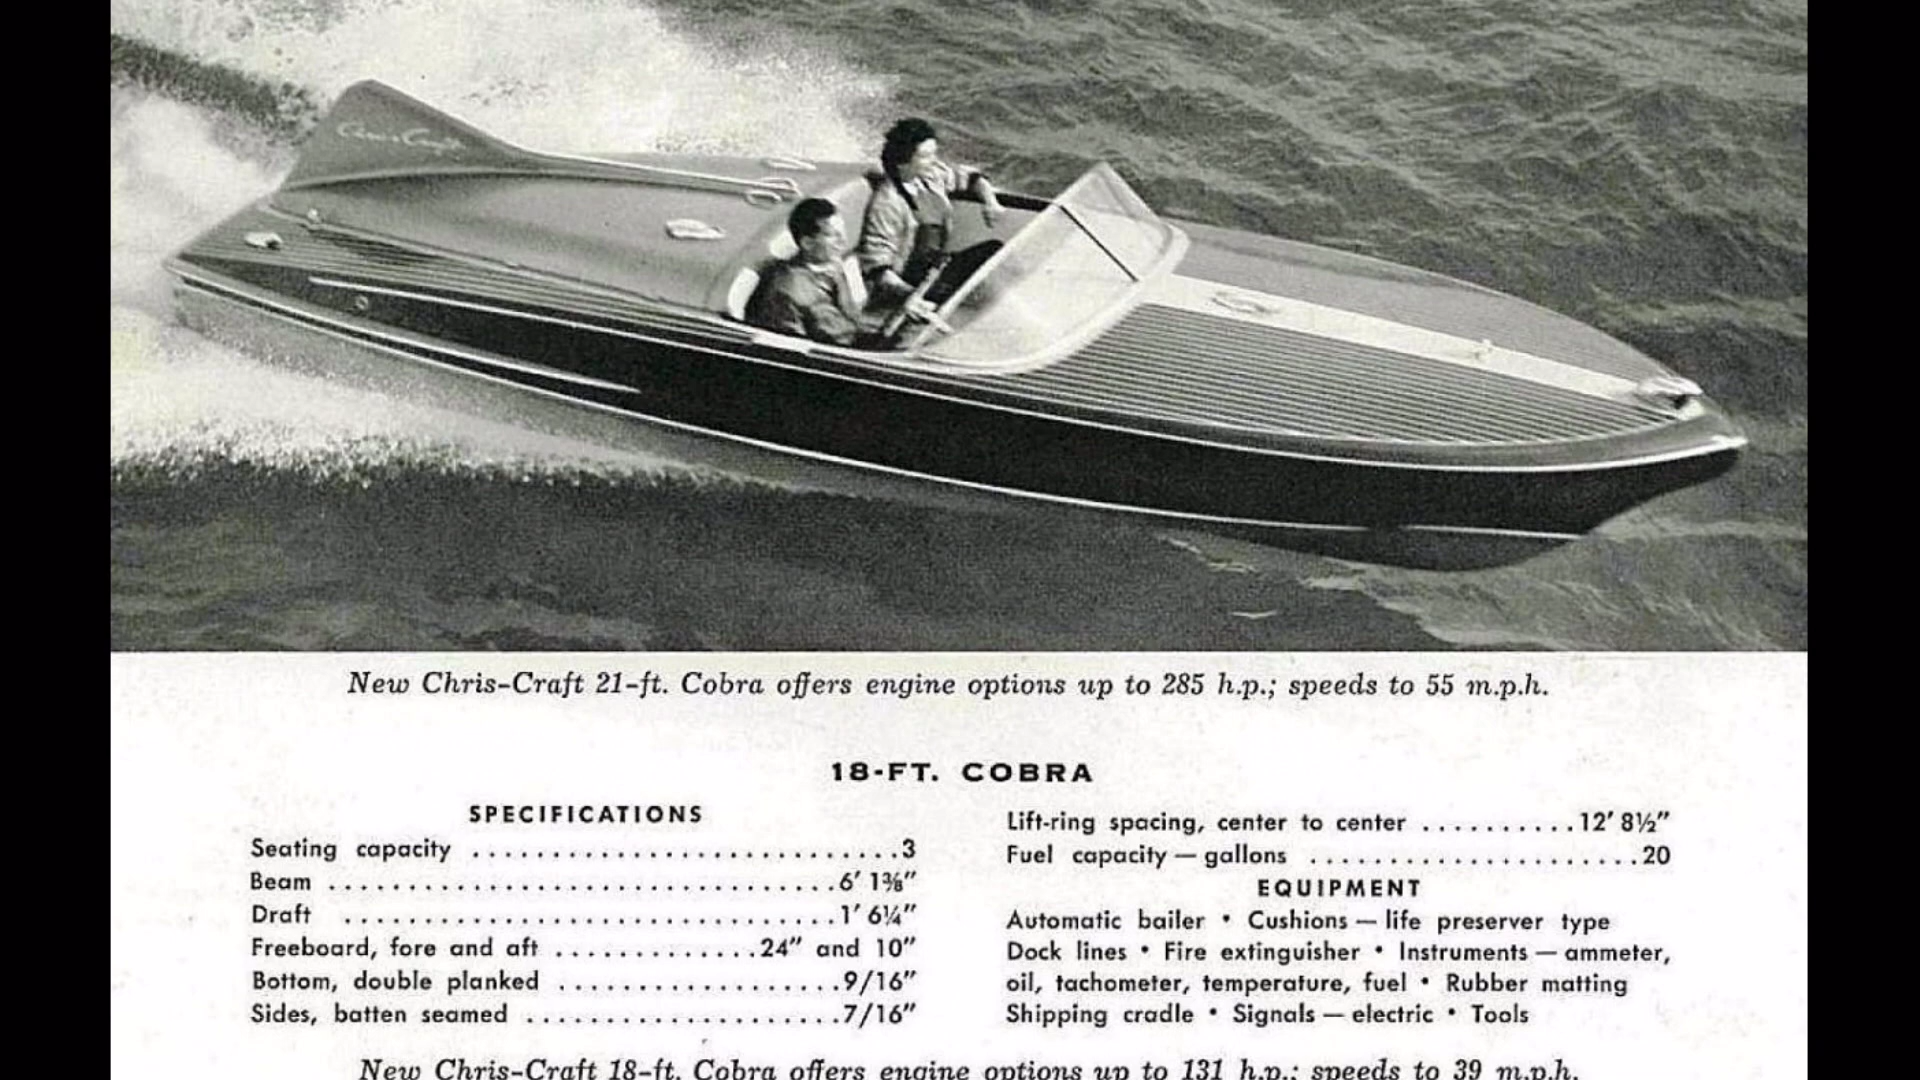 Chris-Craft
New Chris-Craft 21-ft. Cobra offers engine options up to 285 h.p.; speeds to 55 m.p.h.
18-FT. COBRA
SPECIFICATIONS
Seating capacity ..........................3
Beam ...............................6′ 1⅜″
Draft ..............................1′ 6¼″
Freeboard, fore and aft .............24″ and 10″
Bottom, double planked .................9/16″
Sides, batten seamed ...................7/16″
Lift-ring spacing, center to center ..........12′ 8½″
Fuel capacity — gallons ....................20
EQUIPMENT
Automatic bailer • Cushions — life preserver type
Dock lines • Fire extinguisher • Instruments — ammeter,
oil, tachometer, temperature, fuel • Rubber matting
Shipping cradle • Signals — electric • Tools
New Chris-Craft 18-ft. Cobra offers engine options up to 131 h.p.; speeds to 39 m.p.h.